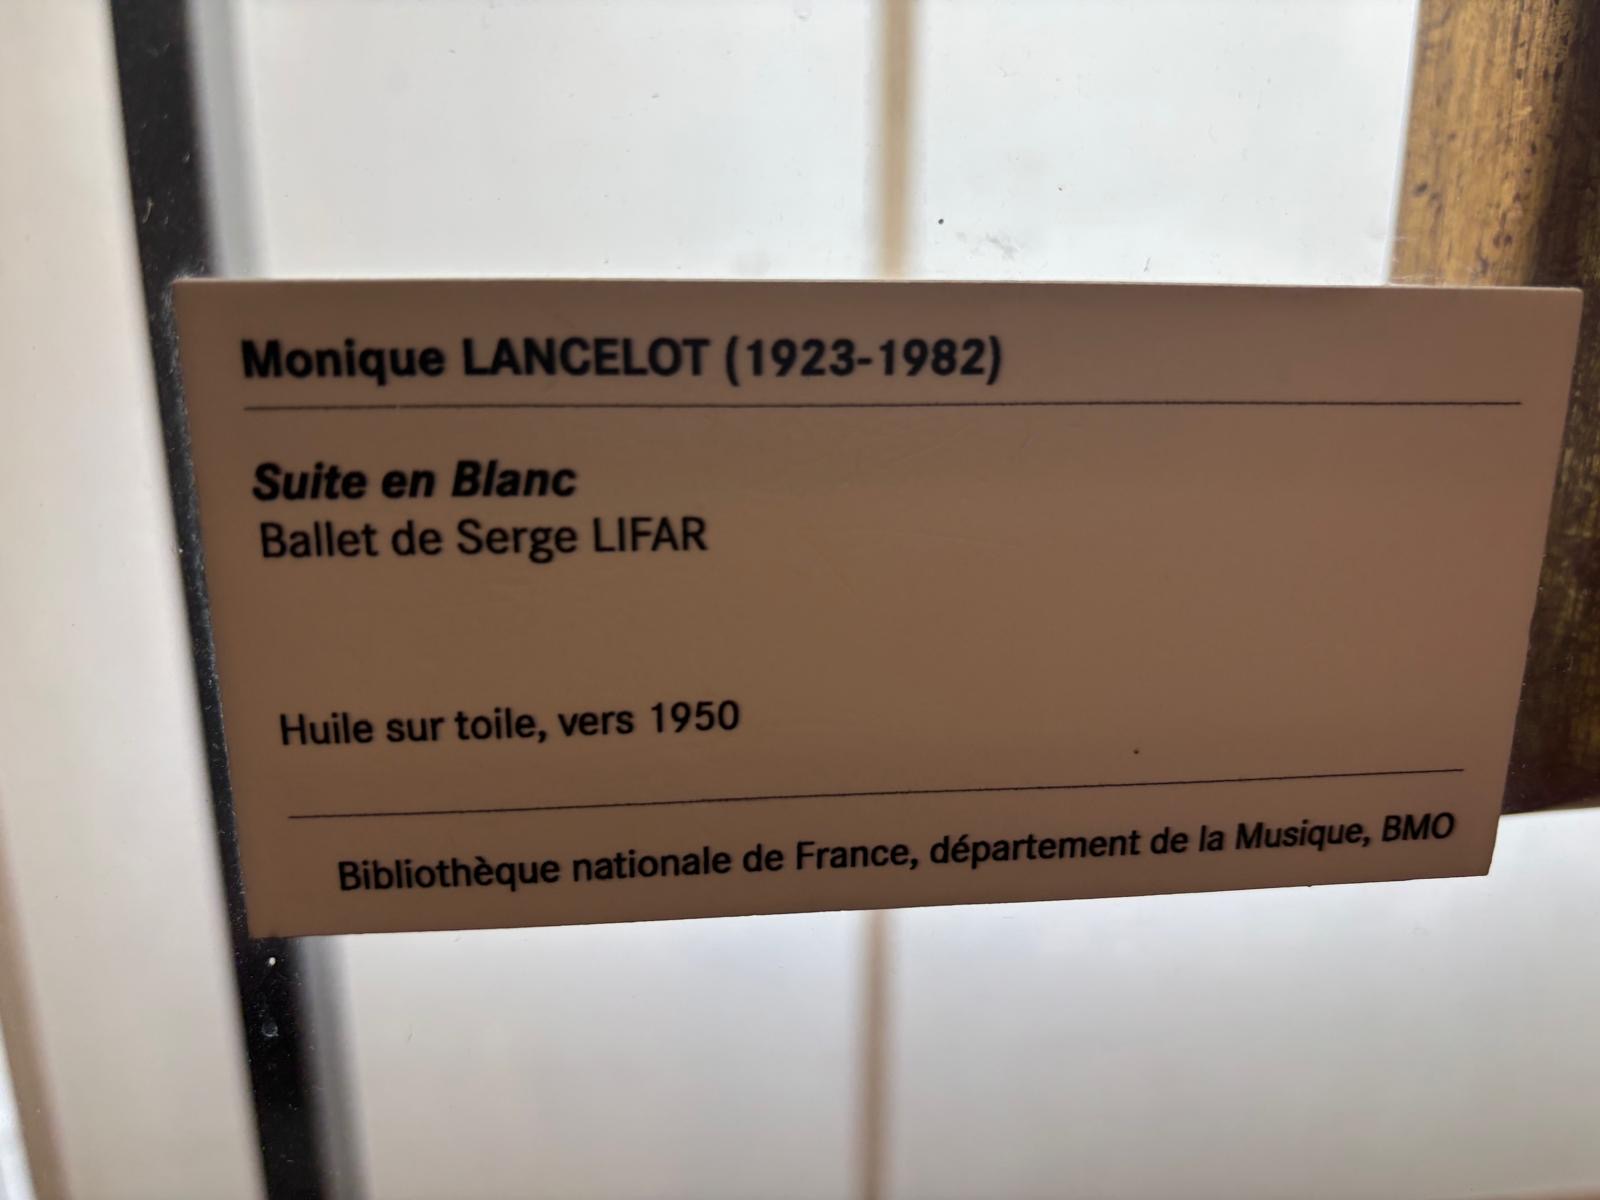 Monique LANCELOT (1923-1982)
Suite en Blanc
Ballet de Serge LIFAR
Huile sur toile, vers 1950
Bibliothèque nationale de France, département de la Musique, BMO